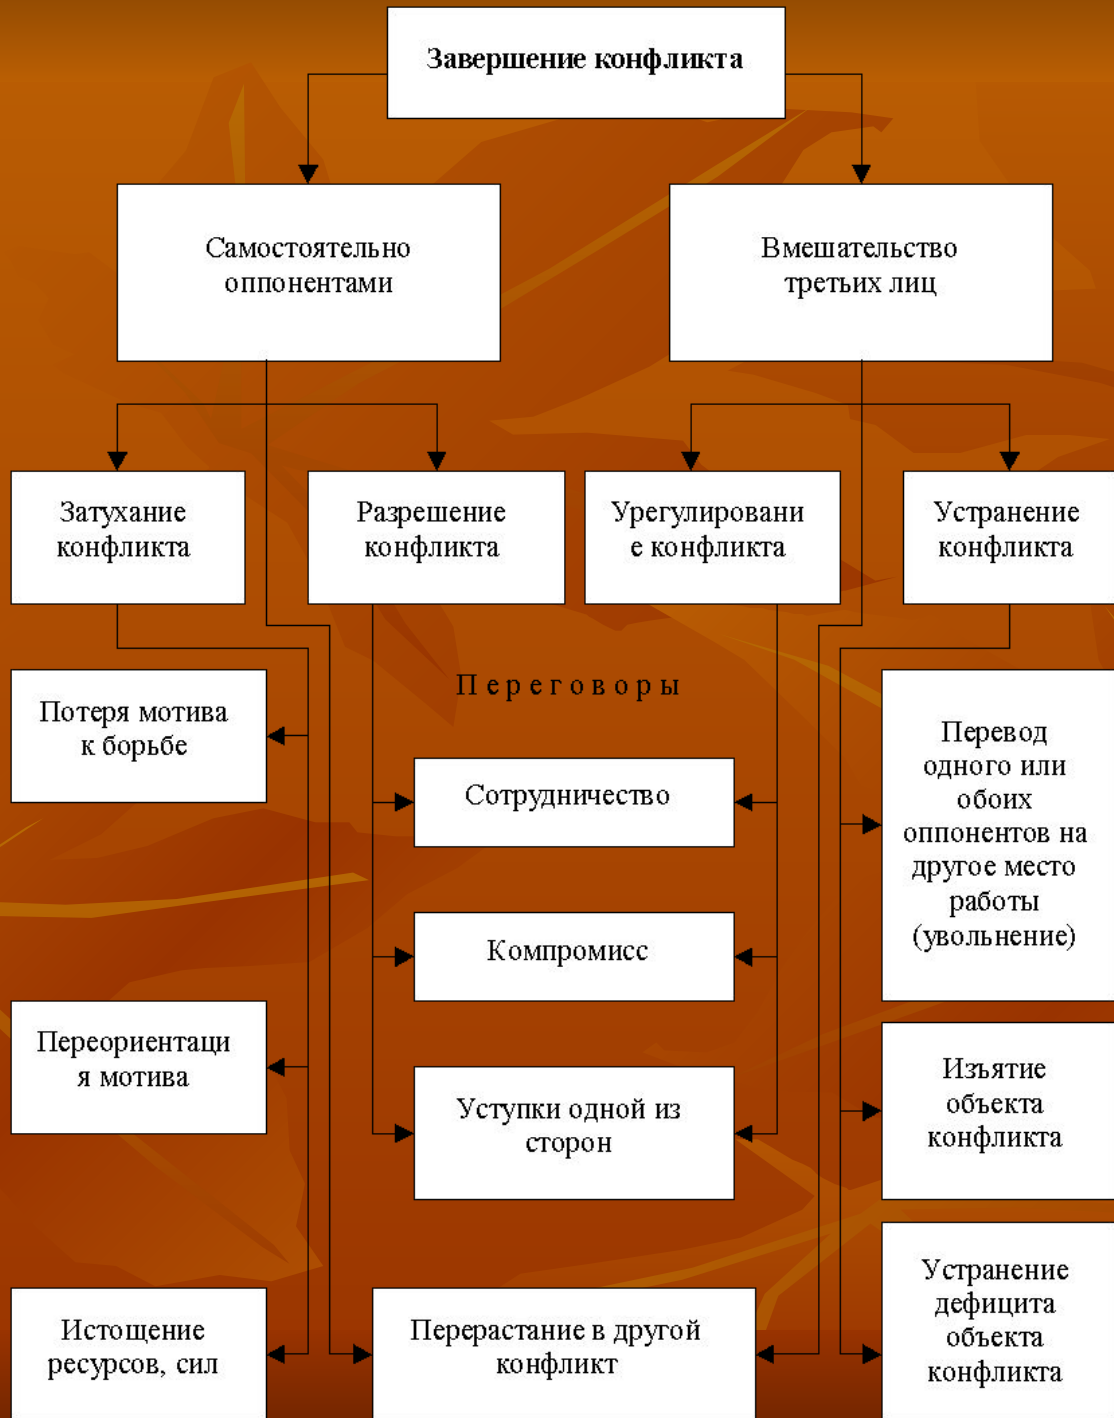 Завершение конфликта
Самостоятельно
оппонентами
Вмешательство
третьих лиц
Затухание
конфликта
Разрешение
конфликта
Урегулировани
е конфликта
Устранение
конфликта
Переговоры
Потеря мотива
к борьбе
Сотрудничество
Перевод
одного или
обоих
оппонентов на
другое место
работы
(увольнение)
Компромисс
Переориентаци
я мотива
Уступки одной из
сторон
Изъятие
объекта
конфликта
Истощение
ресурсов, сил
Перерастание в другой
конфликт
Устранение
дефицита
объекта
конфликта